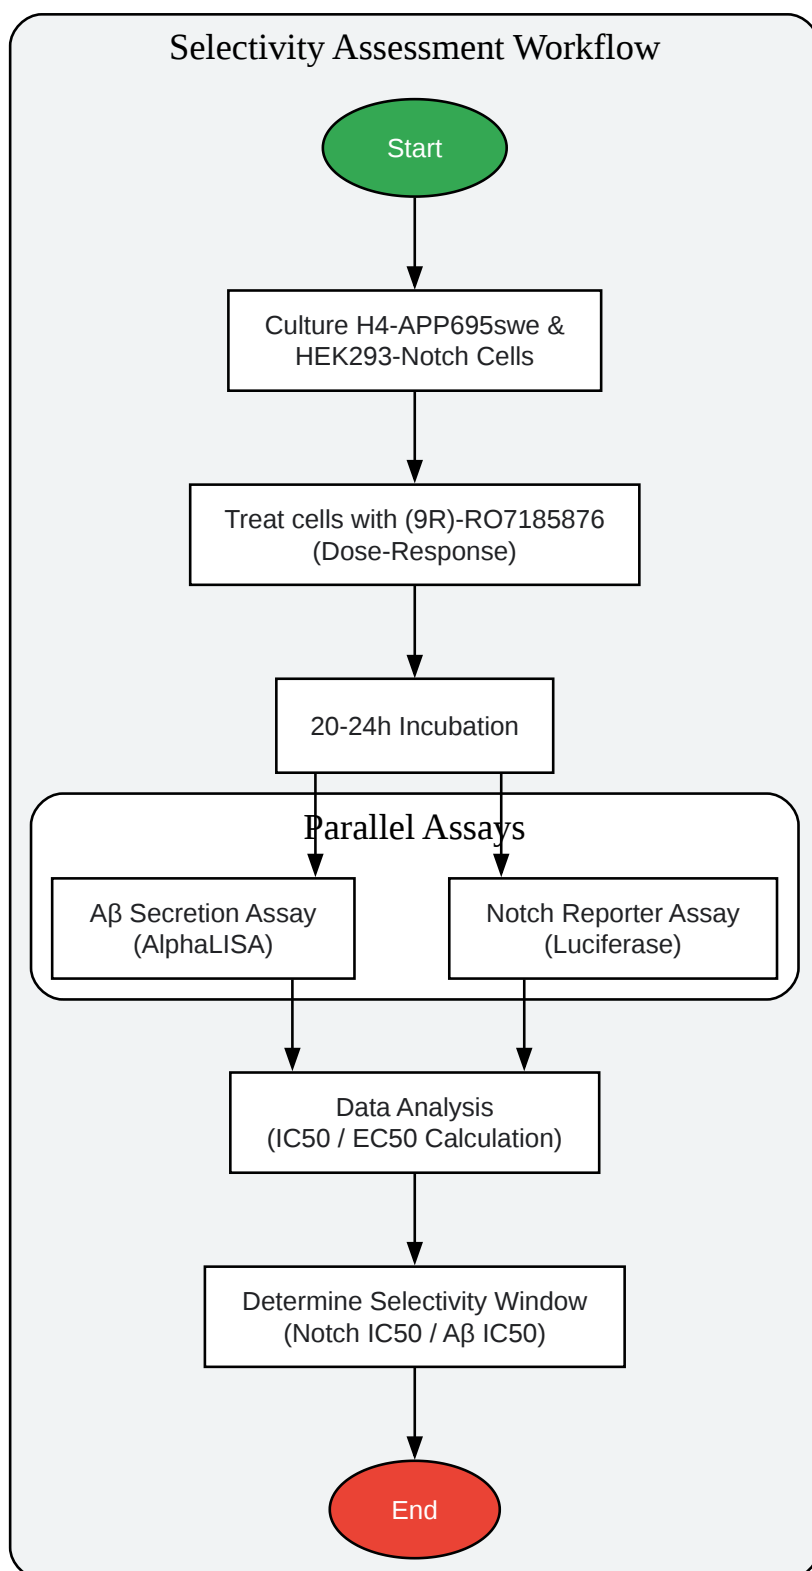 Selectivity Assessment Workflow
Start
Culture H4-APP695swe &
HEK293-Notch Cells
Treat cells with (9R)-RO7185876
(Dose-Response)
20-24h Incubation
Parallel Assays
Aβ Secretion Assay
(AlphaLISA)
Notch Reporter Assay
(Luciferase)
Data Analysis
(IC50 / EC50 Calculation)
Determine Selectivity Window
(Notch IC50 / Aβ IC50)
End